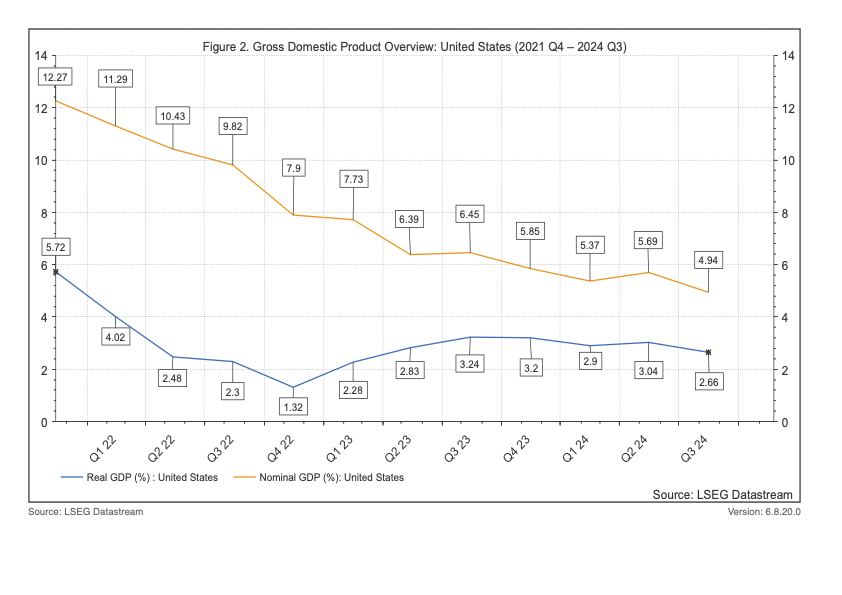 Figure 2. Gross Domestic Product Overview: United States (2021 Q4 – 2024 Q3)
14 14
12.27 11.29
12 12
10.43 9.82
10 10
7.9 7.73
8 8
6.39 6.45 5.85 5.37 5.69 4.94
5.72
6 6
4 4
4.02
2.48 2.3 1.32 2.28 2.83 3.24 3.2 2.9 3.04 2.66
2 2
0 0
Q1 22 Q2 22 Q3 22 Q4 22 Q1 23 Q2 23 Q3 23 Q4 23 Q1 24 Q2 24 Q3 24
Real GDP (%) : United States Nominal GDP (%): United States
Source: LSEG Datastream
Source: LSEG Datastream Version: 6.8.20.0